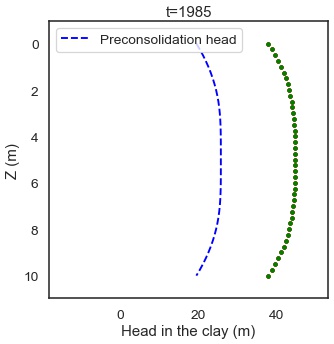 t=1985
Preconsolidation head
0
2
4
6
8
10
Z (m)
0 20 40
Head in the clay (m)